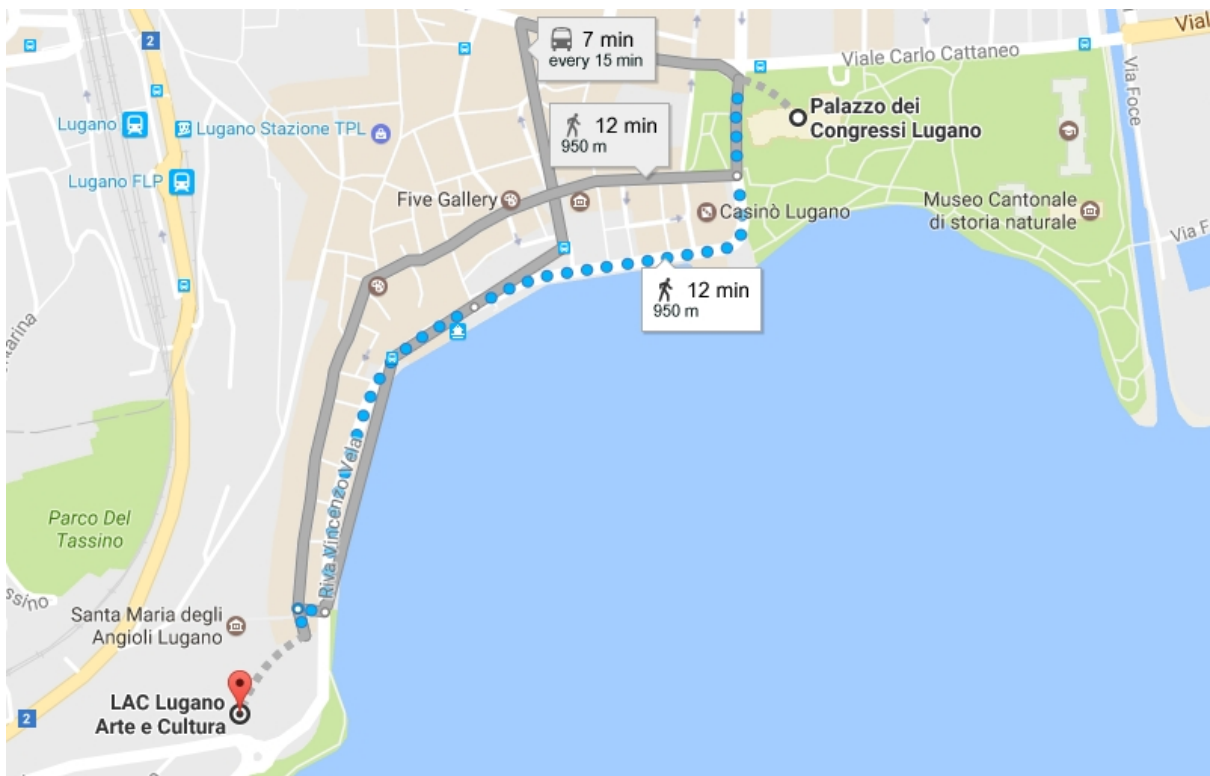 2
7 min
every 15 min
Viale Carlo Cattaneo
Vial
Via Foce
Lugano
Lugano Stazione TPL
12 min
950 m
Palazzo dei
Congressi Lugano
Lugano FLP
Five Gallery
Casinò Lugano
Museo Cantonale
di storia naturale
Via F
12 min
950 m
Riva Vincenzo Vela
Parco Del
Tassino
ssino
Santa Maria degli
Angioli Lugano
LAC Lugano
Arte e Cultura
2